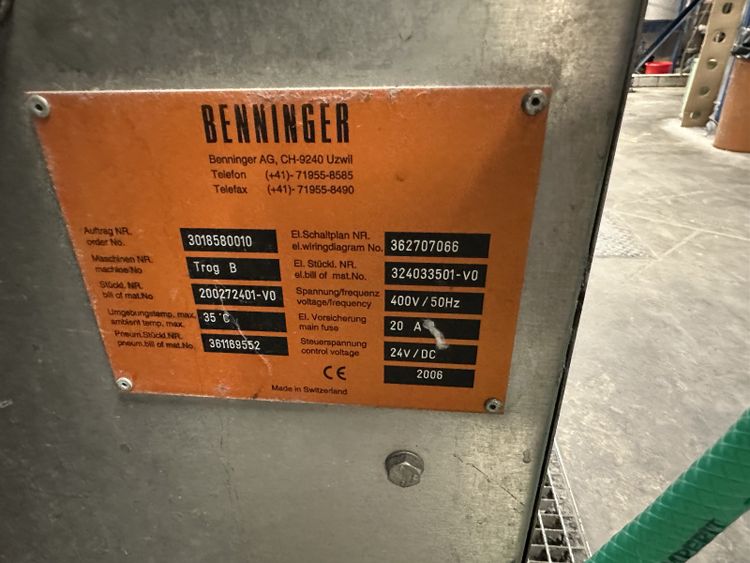 BENNINGER
Benninger AG, CH-9240 Uzwil
Telefon (+41)- 71955-8585
Telefax (+41)- 71955-8490
Auftrag NR.
order No. 3018580010
Maschinen NR.
machine/No Trog B
Stückl. NR.
bill of mat.No 200272401-V0
Umgebungstemp. max.
ambient temp. max. 35°C
Pneum.Stückl.NR.
pneum.bill of mat.No. 361189552
El.Schaltplan NR.
el.wiringdiagram No. 362707066
El. Stückl. NR.
el.bill of mat.No. 324033501-V0
Spannung/frequenz
voltage/frequency 400V/50Hz
El. Vorsicherung
main fuse 20 A
Steuerspannung
control voltage 24V/DC
CE 2006
Made in Switzerland